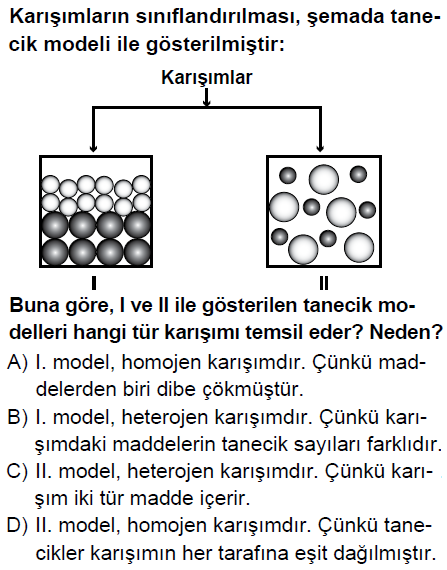 Karışımların sınıflandırılması, şemada tane-
cik modeli ile gösterilmiştir:
Karışımlar
I
II
Buna göre, I ve II ile gösterilen tanecik mo-
delleri hangi tür karışımı temsil eder? Neden?
A) I. model, homojen karışımdır. Çünkü mad-
delerden biri dibe çökmüştür.
B) I. model, heterojen karışımdır. Çünkü karı-
şımdaki maddelerin tanecik sayıları farklıdır.
C) II. model, heterojen karışımdır. Çünkü karı-
şım iki tür madde içerir.
D) II. model, homojen karışımdır. Çünkü tane-
cikler karışımın her tarafına eşit dağılmıştır.